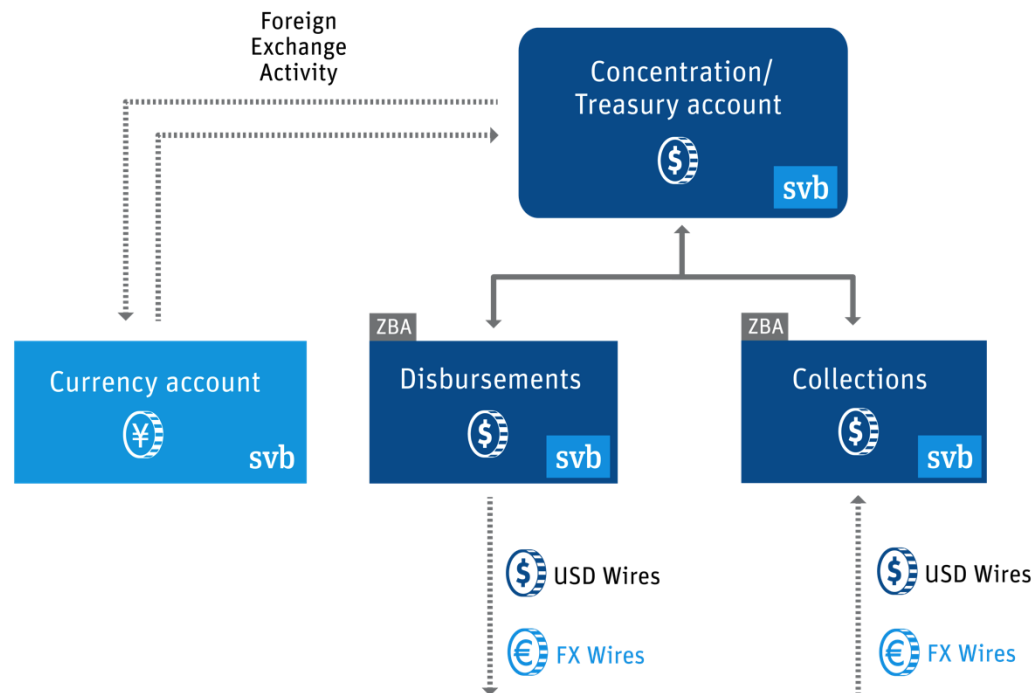 Foreign
Exchange
Activity
Concentration/
Treasury account
$
svb
ZBA
ZBA
Currency account
¥
svb
Disbursements
$
svb
Collections
$
svb
$ USD Wires
€ FX Wires
$ USD Wires
€ FX Wires